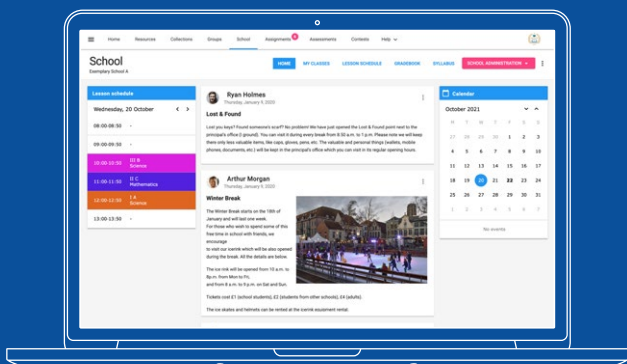 Home Resources Collections Groups School Assignments Assessments Contests Help
School
Exemplary School A
HOME MY CLASSES LESSON SCHEDULE GRADEBOOK SYLLABUS SCHOOL ADMINISTRATION
Lesson schedule
Wednesday, 20 October
08:00-08:50 -
09:00-09:50 -
10:00-10:50 III B
Science
11:00-11:50 II C
Mathematics
12:00-12:50 I A
Science
13:00-13:50 -
Ryan Holmes
Thursday, January 9, 2020
Lost & Found
Lost you keys? Found someone's scarf? No problem! We have just opened the Lost & Found point next to the
principal's office (I ground). You can visit it during every break from 8:50 a.m. to 1 p.m. Please note we will keep
there only less valuable items, like caps, gloves, pens, etc. The valuable and personal things (wallets, mobile
phones, documents, etc.) will be kept in the principal's office which you can visit in its regular opening hours.
Arthur Morgan
Thursday, January 9, 2020
Winter Break
The Winter Break starts on the 18th of
January and will last one week.
For those who wish to spend some of this
free time in school with friends, we
encourage
to visit our icerink which will be also opened
during the break. All the details are below.
The ice rink will be opened from 10 a.m. to
8p.m. from Mon to Fri,
and from 8 a.m. to 9 p.m. on Sat and Sun.
Tickets cost £1 (school students), £2 (students from other schools), £4 (adults).
The ice skates and helmets can be rented at the icerink equipment rental.
Calendar
October 2021
M T W T F S S
27 28 29 30 1 2 3
4 5 6 7 8 9 10
11 12 13 14 15 16 17
18 19 20 21 22 23 24
25 26 27 28 29 30 31
1 2 3 4 5 6 7
No events